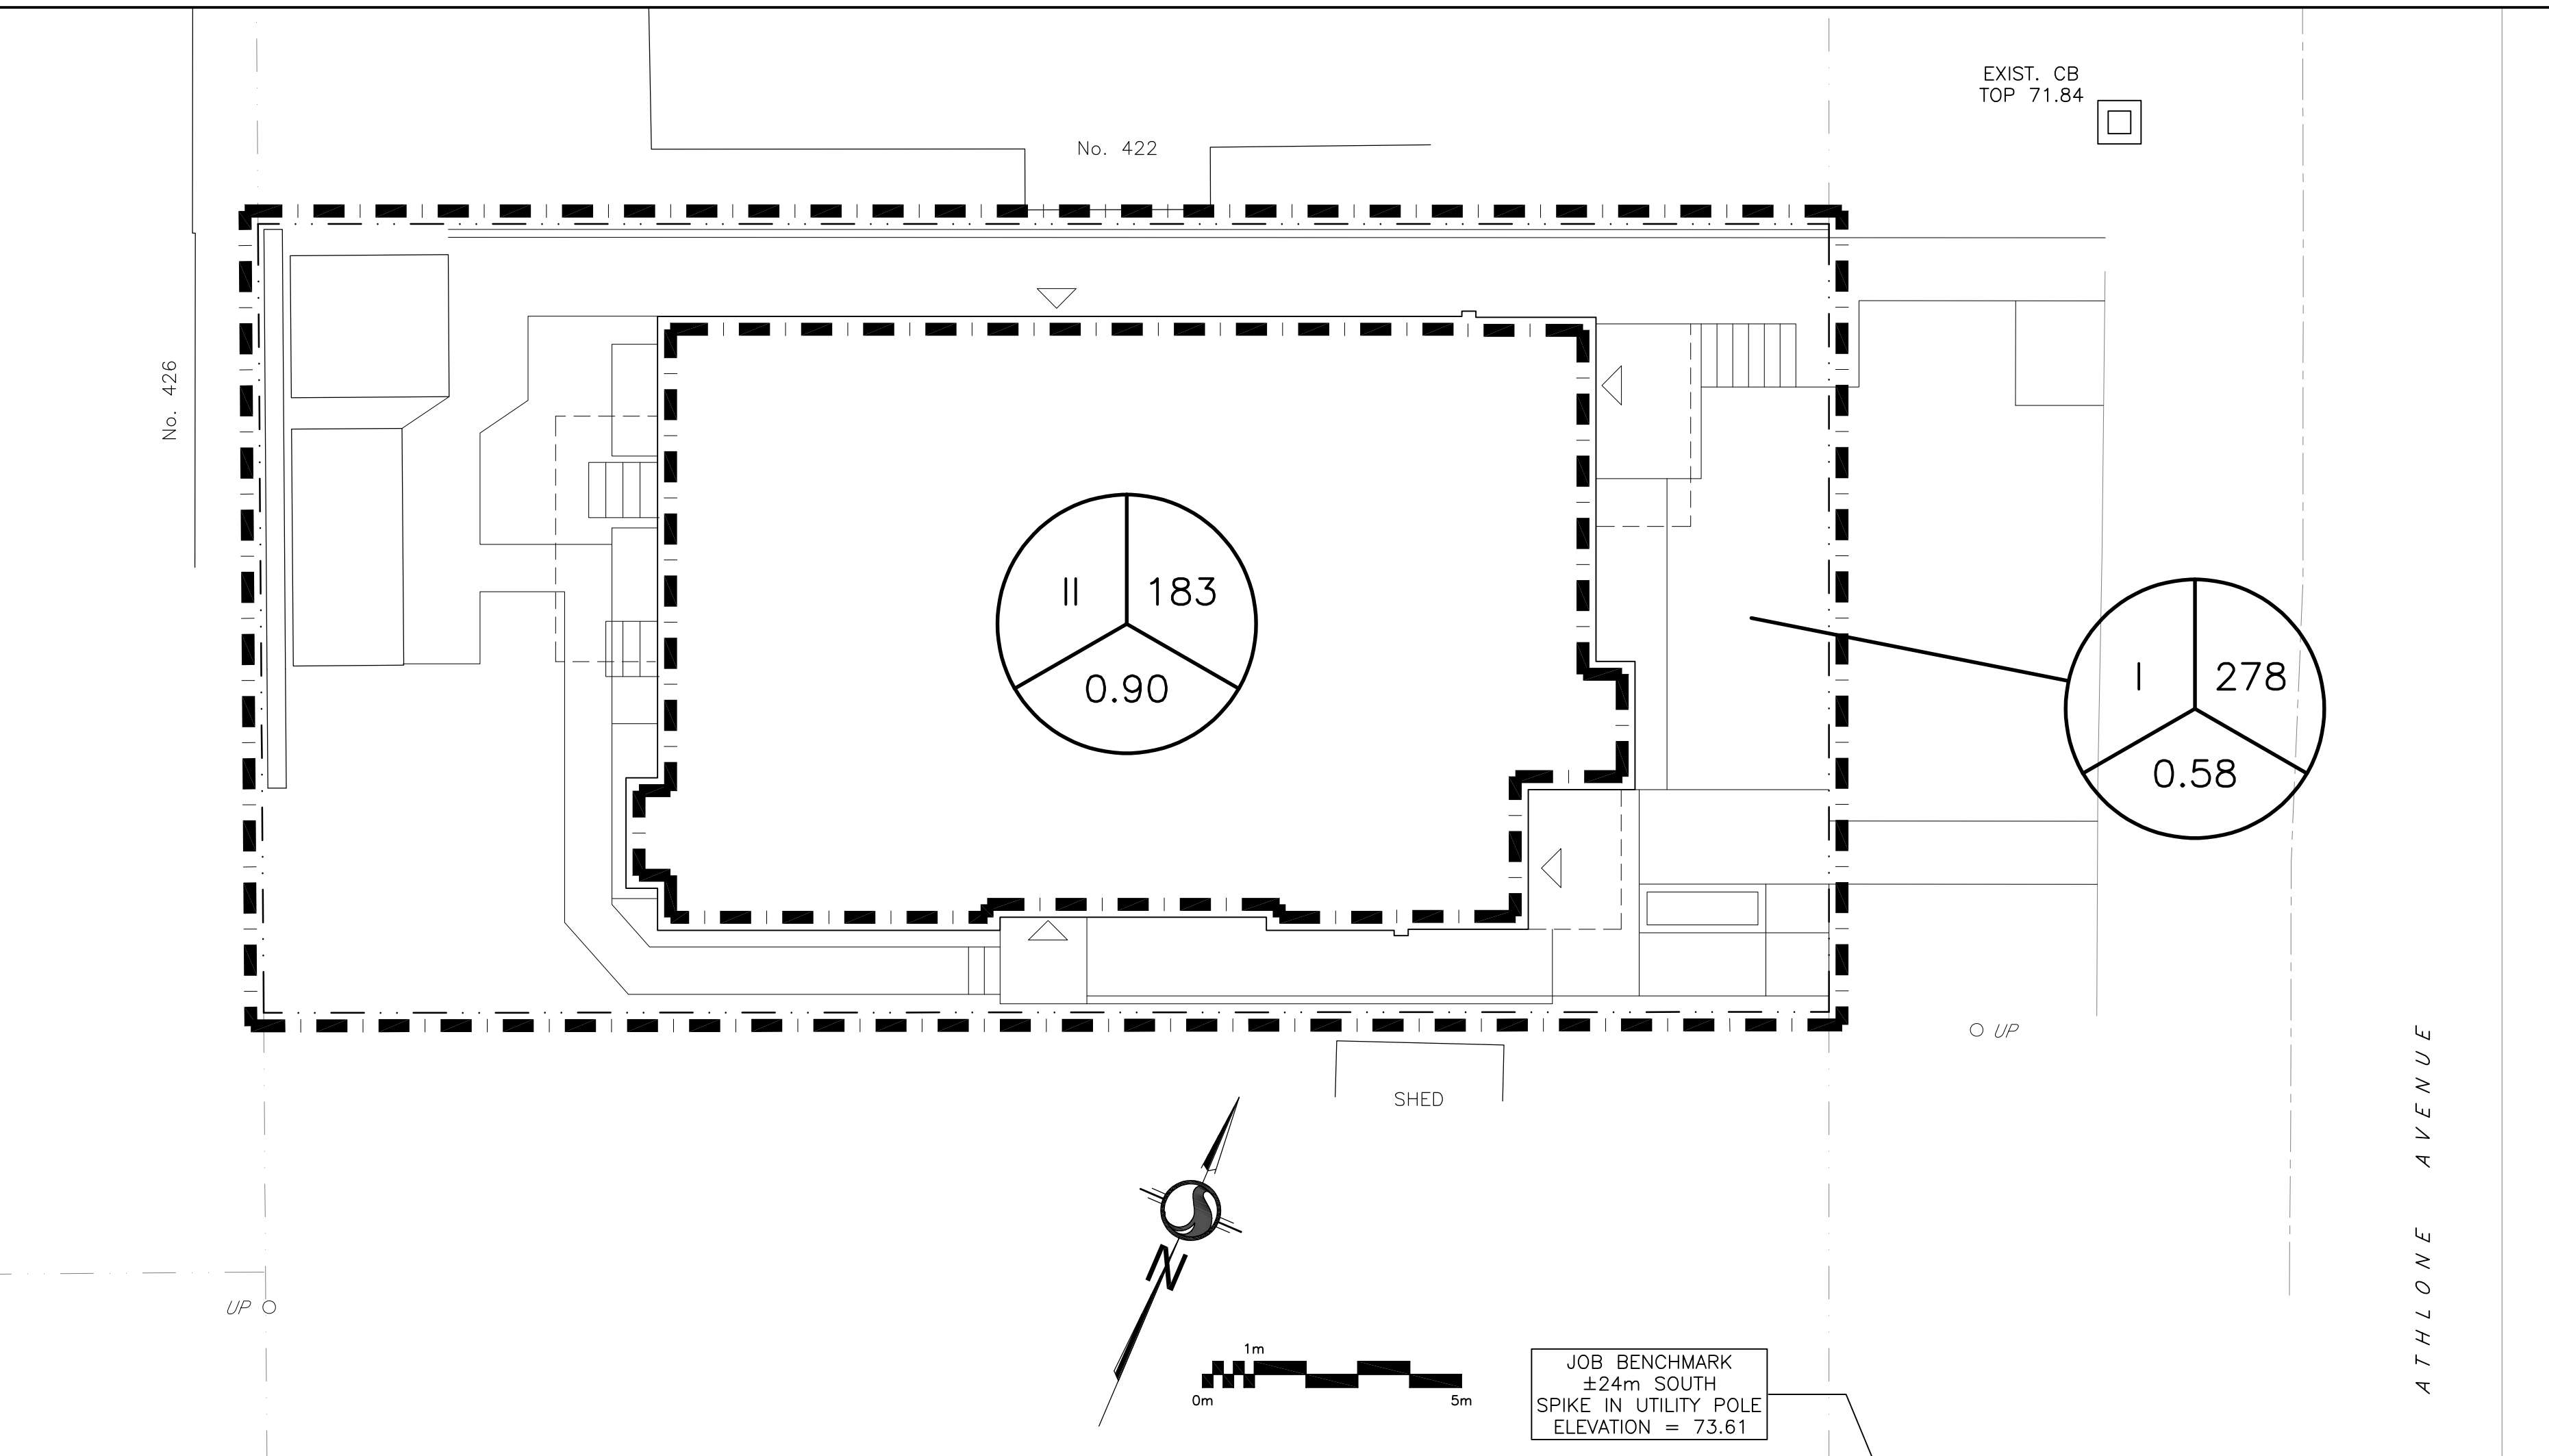 EXIST. CB
TOP 71.84
No. 422
No. 426
II
183
0.90
I
278
0.58
UP
SHED
ATHLONE AVENUE
N
UP
1m
0m
5m
JOB BENCHMARK
±24m SOUTH
SPIKE IN UTILITY POLE
ELEVATION = 73.61